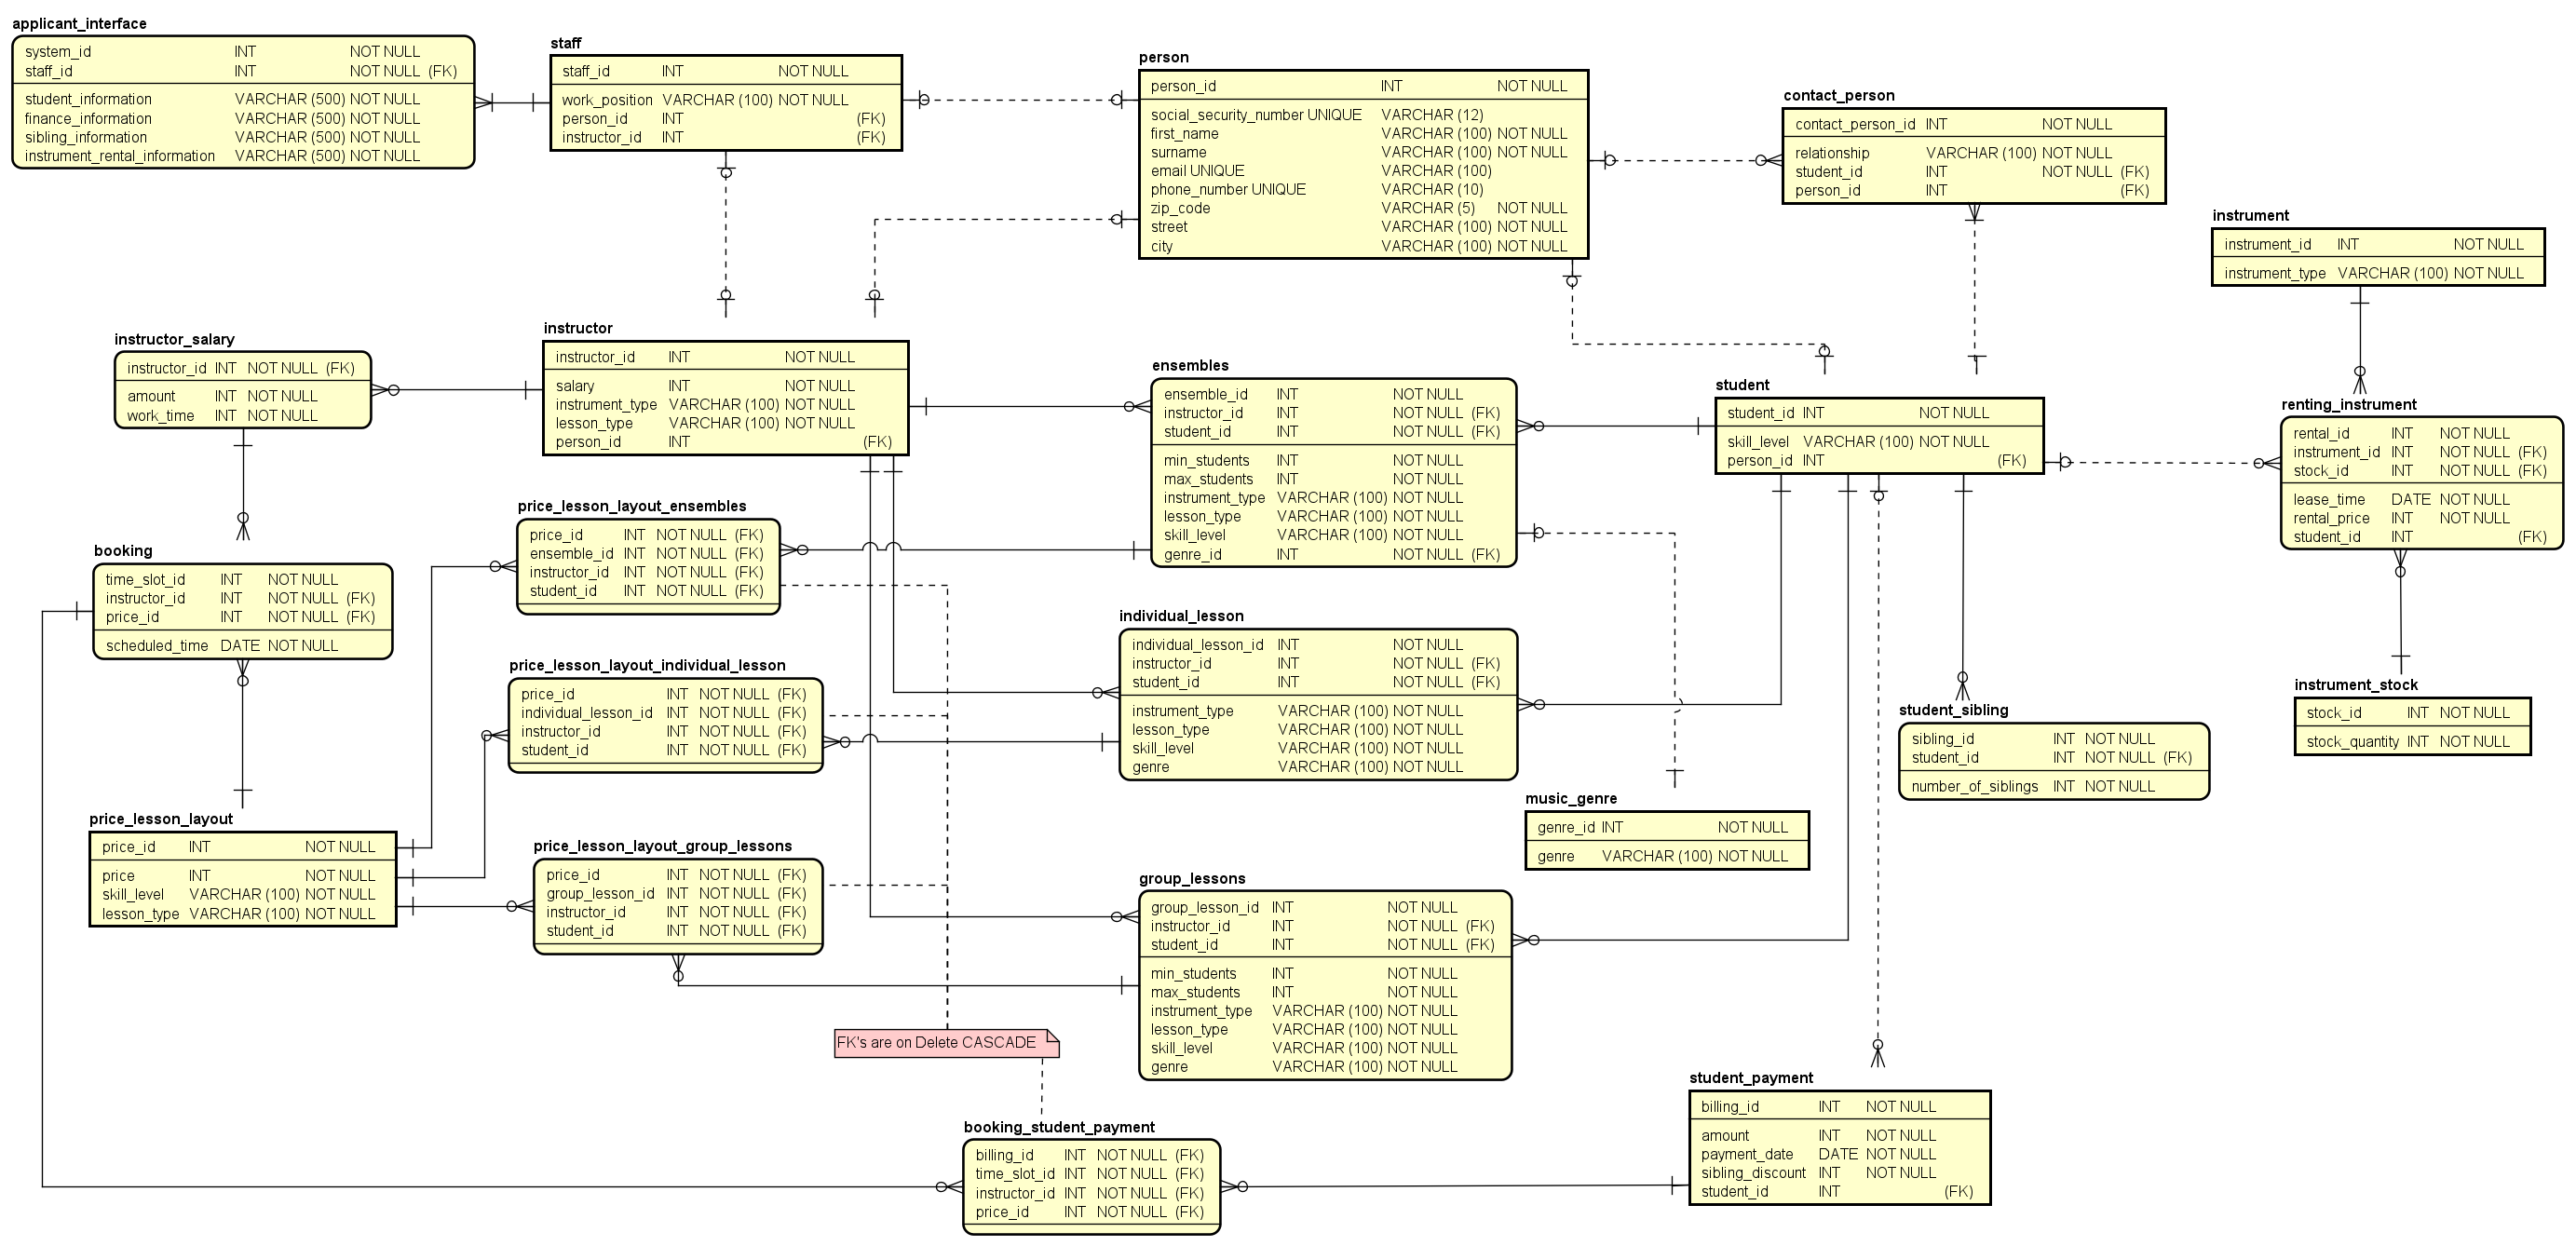 applicant_interface
system_id INT NOT NULL
staff_id INT NOT NULL (FK)
student_information VARCHAR (500) NOT NULL
finance_information VARCHAR (500) NOT NULL
sibling_information VARCHAR (500) NOT NULL
instrument_rental_information VARCHAR (500) NOT NULL
staff
staff_id INT NOT NULL
work_position VARCHAR (100) NOT NULL
person_id INT (FK)
instructor_id INT (FK)
person
person_id INT NOT NULL
social_security_number UNIQUE VARCHAR (12)
first_name VARCHAR (100) NOT NULL
surname VARCHAR (100) NOT NULL
email UNIQUE VARCHAR (100)
phone_number UNIQUE VARCHAR (10)
zip_code VARCHAR (5) NOT NULL
street VARCHAR (100) NOT NULL
city VARCHAR (100) NOT NULL
contact_person
contact_person_id INT NOT NULL
relationship VARCHAR (100) NOT NULL
student_id INT NOT NULL (FK)
person_id INT (FK)
instrument
instrument_id INT NOT NULL
instrument_type VARCHAR (100) NOT NULL
instructor_salary
instructor_id INT NOT NULL (FK)
amount INT NOT NULL
work_time INT NOT NULL
instructor
instructor_id INT NOT NULL
salary INT NOT NULL
instrument_type VARCHAR (100) NOT NULL
lesson_type VARCHAR (100) NOT NULL
person_id INT (FK)
ensembles
ensemble_id INT NOT NULL
instructor_id INT NOT NULL (FK)
student_id INT NOT NULL (FK)
min_students INT NOT NULL
max_students INT NOT NULL
instrument_type VARCHAR (100) NOT NULL
lesson_type VARCHAR (100) NOT NULL
skill_level VARCHAR (100) NOT NULL
genre_id INT NOT NULL (FK)
student
student_id INT NOT NULL
skill_level VARCHAR (100) NOT NULL
person_id INT (FK)
renting_instrument
rental_id INT NOT NULL
instrument_id INT NOT NULL (FK)
stock_id INT NOT NULL (FK)
lease_time DATE NOT NULL
rental_price INT NOT NULL
student_id INT (FK)
price_lesson_layout_ensembles
price_id INT NOT NULL (FK)
ensemble_id INT NOT NULL (FK)
instructor_id INT NOT NULL (FK)
student_id INT NOT NULL (FK)
booking
time_slot_id INT NOT NULL
instructor_id INT NOT NULL (FK)
price_id INT NOT NULL (FK)
scheduled_time DATE NOT NULL
individual_lesson
individual_lesson_id INT NOT NULL
instructor_id INT NOT NULL (FK)
student_id INT NOT NULL (FK)
instrument_type VARCHAR (100) NOT NULL
lesson_type VARCHAR (100) NOT NULL
skill_level VARCHAR (100) NOT NULL
genre VARCHAR (100) NOT NULL
price_lesson_layout_individual_lesson
price_id INT NOT NULL (FK)
individual_lesson_id INT NOT NULL (FK)
instructor_id INT NOT NULL (FK)
student_id INT NOT NULL (FK)
instrument_stock
stock_id INT NOT NULL
stock_quantity INT NOT NULL
student_sibling
sibling_id INT NOT NULL
student_id INT NOT NULL (FK)
number_of_siblings INT NOT NULL
music_genre
genre_id INT NOT NULL
genre VARCHAR (100) NOT NULL
price_lesson_layout
price_id INT NOT NULL
price INT NOT NULL
skill_level VARCHAR (100) NOT NULL
lesson_type VARCHAR (100) NOT NULL
price_lesson_layout_group_lessons
price_id INT NOT NULL (FK)
group_lesson_id INT NOT NULL (FK)
instructor_id INT NOT NULL (FK)
student_id INT NOT NULL (FK)
group_lessons
group_lesson_id INT NOT NULL
instructor_id INT NOT NULL (FK)
student_id INT NOT NULL (FK)
min_students INT NOT NULL
max_students INT NOT NULL
instrument_type VARCHAR (100) NOT NULL
lesson_type VARCHAR (100) NOT NULL
skill_level VARCHAR (100) NOT NULL
genre VARCHAR (100) NOT NULL
FK's are on Delete CASCADE
student_payment
billing_id INT NOT NULL
amount INT NOT NULL
payment_date DATE NOT NULL
sibling_discount INT NOT NULL
student_id INT (FK)
booking_student_payment
billing_id INT NOT NULL (FK)
time_slot_id INT NOT NULL (FK)
instructor_id INT NOT NULL (FK)
price_id INT NOT NULL (FK)